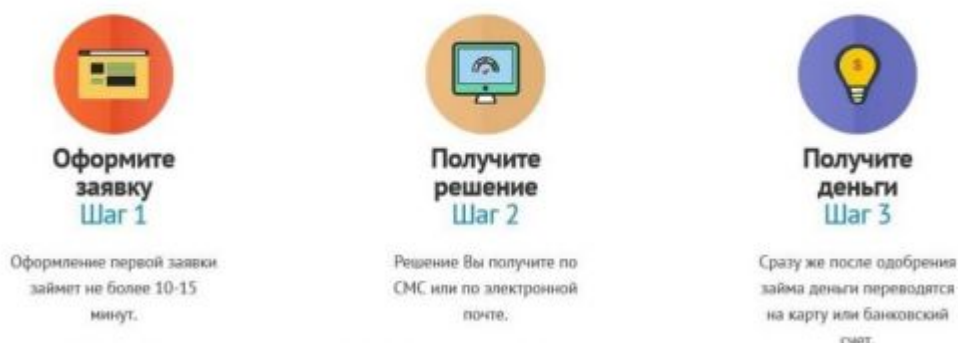 Оформите
заявку
Шаг 1
Оформление первой заявки
займет не более 10-15
минут.
Получите
решение
Шаг 2
Решение Вы получите по
СМС или по электронной
почте.
$
Получите
деньги
Шаг 3
Сразу же после одобрения
займа деньги переводятся
на карту или банковский
счет.